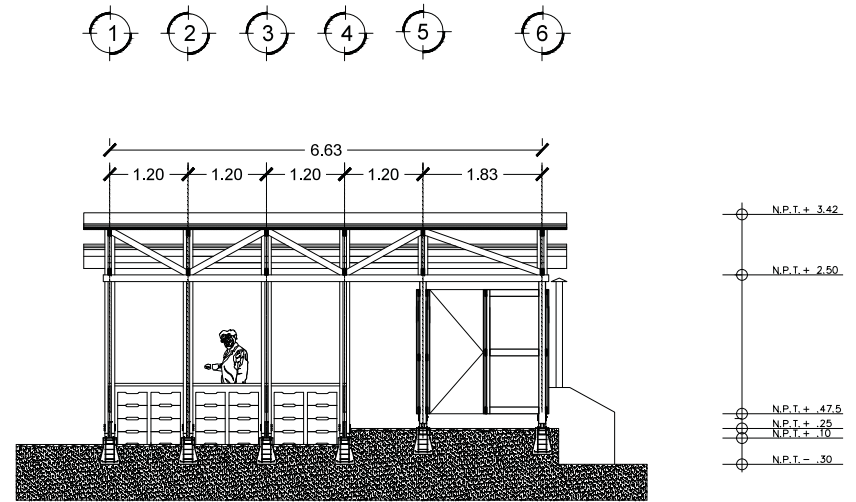 1 2 3 4 5 6
6.63
1.20 1.20 1.20 1.20 1.83
N.P.T. + 3.42
N.P.T. + 2.50
N.P.T. + .47.5
N.P.T. + .25
N.P.T. + .10
N.P.T. - .30